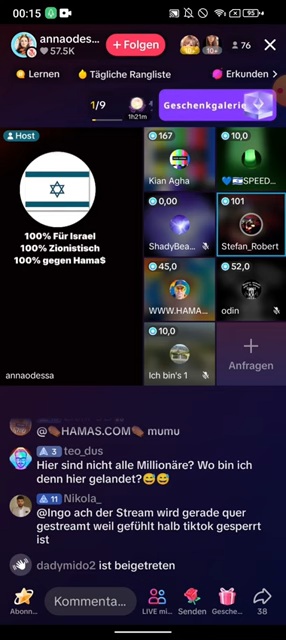 00:15
95
annaodes...
57.5K
+ Folgen
10+
76
Lernen
Tägliche Rangliste
Erkunden >
1/9
1h21m
Geschenkgalerie
Host
167
Kian Agha
10,0
SPEED...
100% Für Israel
100% Zionistisch
100% gegen Hama$
0,00
ShadyBea...
101
Stefan_Robert
45,0
WWW.HAMA...
52,0
odin
annaodessa
10,0
Ich bin's 1
Anfragen
@⚰️HAMAS.COM⚰️ mumu
3 teo_dus
Hier sind nicht alle Millionäre? Wo bin ich
denn hier gelandet?😅😅
11 Nikola_
@Ingo ach der Stream wird gerade quer
gestreamt weil gefühlt halb tiktok gesperrt
ist
dadymido2 ist beigetreten
Abonn...
Kommenta...
LIVE mi...
Senden
Gesche...
38